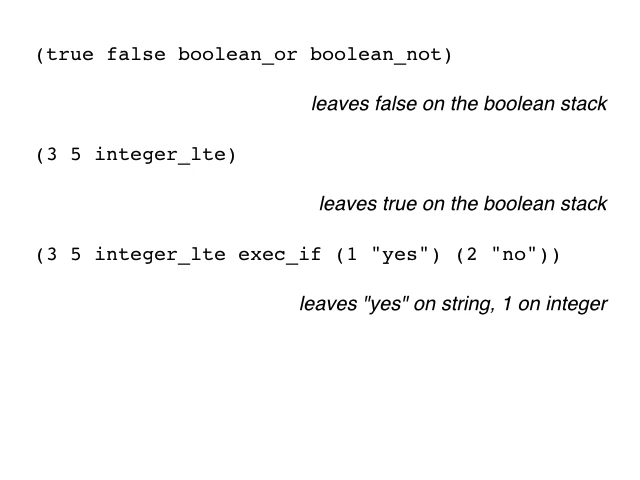 (true false boolean_or boolean_not)
leaves false on the boolean stack
(3 5 integer_lte)
leaves true on the boolean stack
(3 5 integer_lte exec_if (1 "yes") (2 "no"))
leaves "yes" on string, 1 on integer